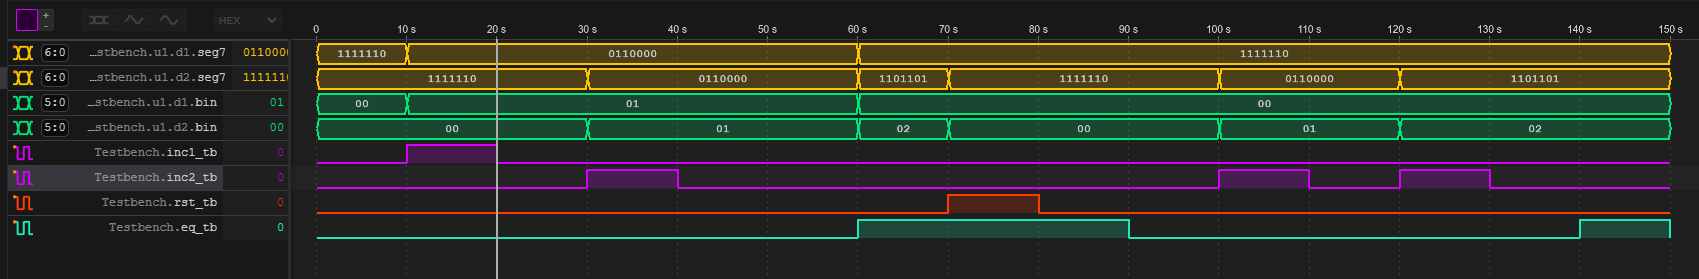 +
-
HEX
0 10 s 20 s 30 s 40 s 50 s 60 s 70 s 80 s 90 s 100 s 110 s 120 s 130 s 140 s 150 s
6:0 …stbench.u1.d1.seg7 0110000 1111110 0110000 1111110
6:0 …stbench.u1.d2.seg7 1111110 1111110 0110000 1101101 1111110 0110000 1101101
5:0 …stbench.u1.d1.bin 01 00 01 00
5:0 …stbench.u1.d2.bin 00 00 01 02 00 01 02
Testbench.inc1_tb 0
Testbench.inc2_tb 0
Testbench.rst_tb 0
Testbench.eq_tb 0